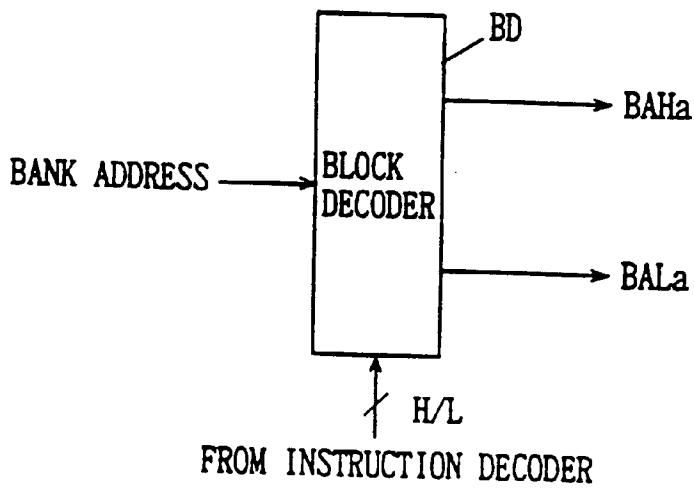 BD
BAHa
BANK ADDRESS
BLOCK
DECODER
BALa
H/L
FROM INSTRUCTION DECODER